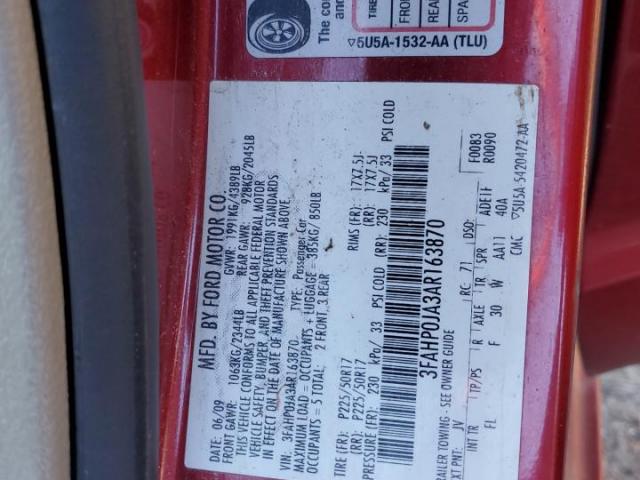 The co
and
TIRE
FRON
REA
SPA
▽5U5A-1532-AA (TLU)
MFD. BY FORD MOTOR CO.
DATE: 06/09 GVWR: 1991KG/4389LB
FRONT GAWR: 1063KG/2344LB REAR GAWR: 928KG/2045LB
THIS VEHICLE CONFORMS TO ALL APPLICABLE FEDERAL MOTOR
VEHICLE SAFETY, BUMPER, AND THEFT PREVENTION STANDARDS
IN EFFECT ON THE DATE OF MANUFACTURE SHOWN ABOVE.
VIN: 3FAHP0JA3AR163870 TYPE: Passenger Car
MAXIMUM LOAD = OCCUPANTS + LUGGAGE = 385KG/ 850LB
OCCUPANTS = 5 TOTAL: 2 FRONT, 3 REAR
TIRE (FR): P225/50R17 RIMS (FR): 17X7.5J
(RR): P225/50R17 (RR): 17X7.5J
PRESSURE (FR): 230 kPa/ 33 PSI COLD (RR): 230 kPa/ 33 PSI COLD
3FAHP0JA3AR163870
TRAILER TOWING - SEE OWNER GUIDE F0083
EXT PNT: JV RC: 71 DSO: R0090
INT TR TP/PS R AXLE TR SPR ADEIF
FL F 30 W AA11 40A
CMC ▽5U5A-5420472-AA